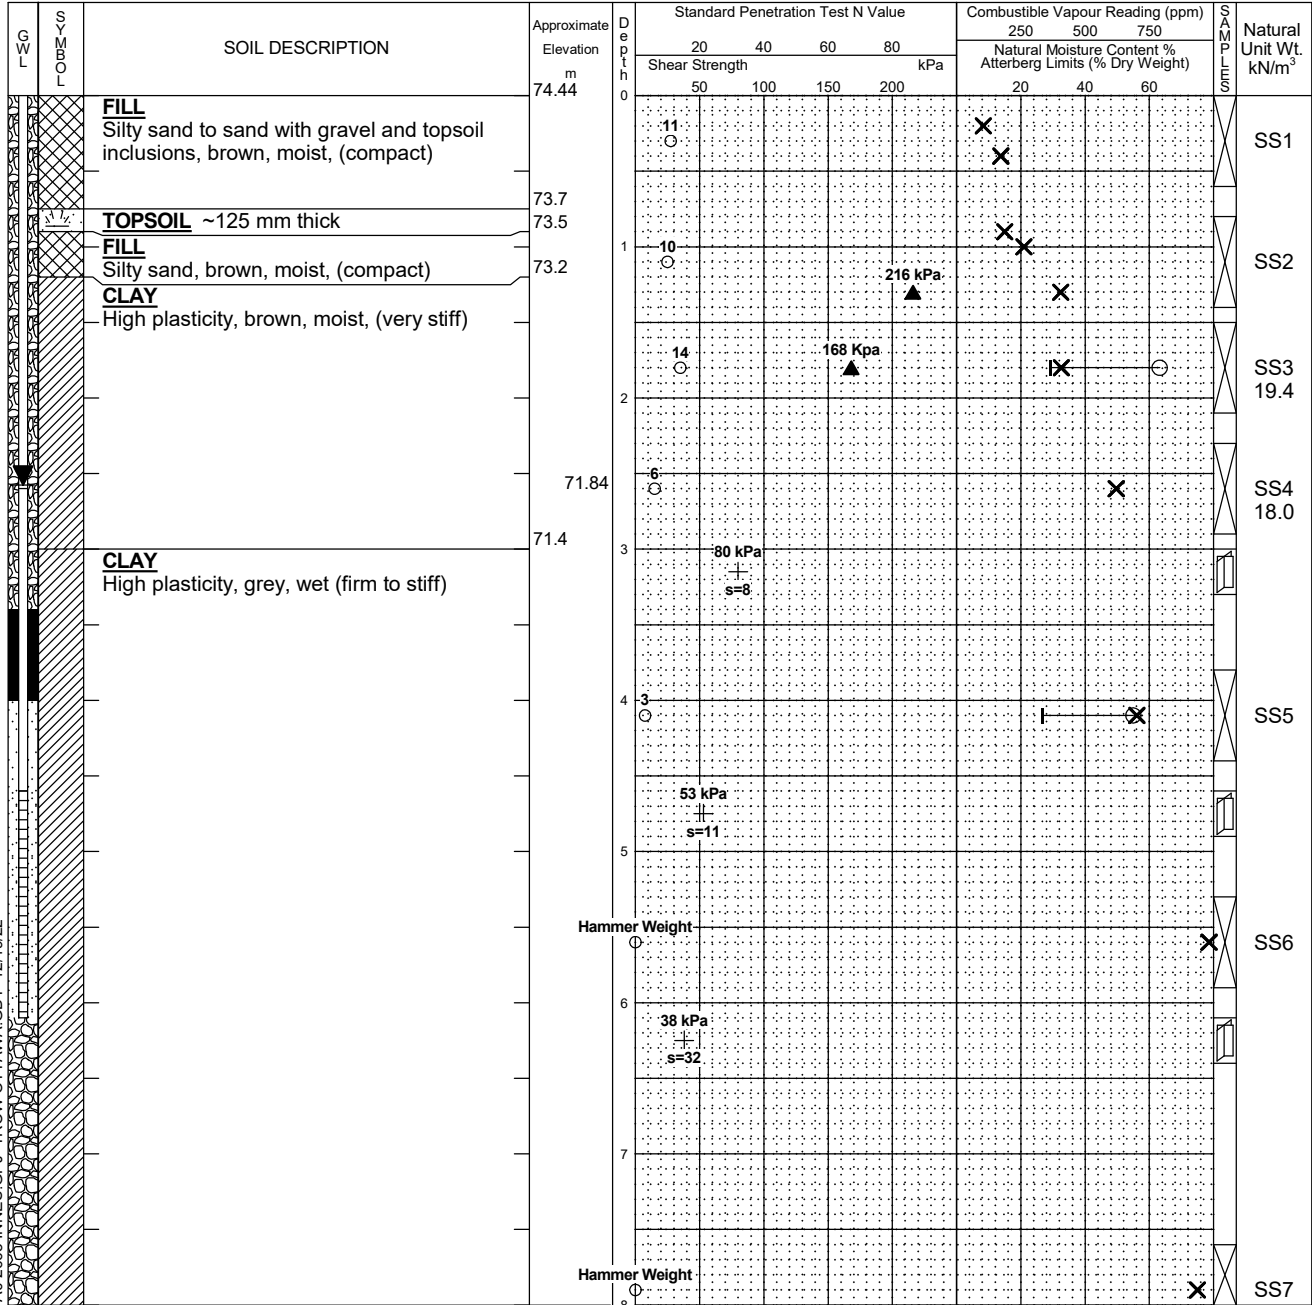 GWL
SYMBOL
SOIL DESCRIPTION
Approximate
Elevation
m
74.44
Depth
Standard Penetration Test N Value
20 40 60 80
Shear Strength kPa
50 100 150 200
Combustible Vapour Reading (ppm)
250 500 750
Natural Moisture Content %
Atterberg Limits (% Dry Weight)
20 40 60
SAMPLES
Natural
Unit Wt.
kN/m³
0
FILL
Silty sand to sand with gravel and topsoil
inclusions, brown, moist, (compact)
11
SS1
73.7
TOPSOIL ~125 mm thick
73.5
FILL
Silty sand, brown, moist, (compact)
73.2
1
10
SS2
216 kPa
CLAY
High plasticity, brown, moist, (very stiff)
14
168 Kpa
SS3
19.4
2
6
71.84
SS4
18.0
71.4
3
CLAY
High plasticity, grey, wet (firm to stiff)
80 kPa
s=8
4
3
SS5
53 kPa
s=11
5
Hammer Weight
SS6
6
38 kPa
s=32
7
Hammer Weight
SS7
8